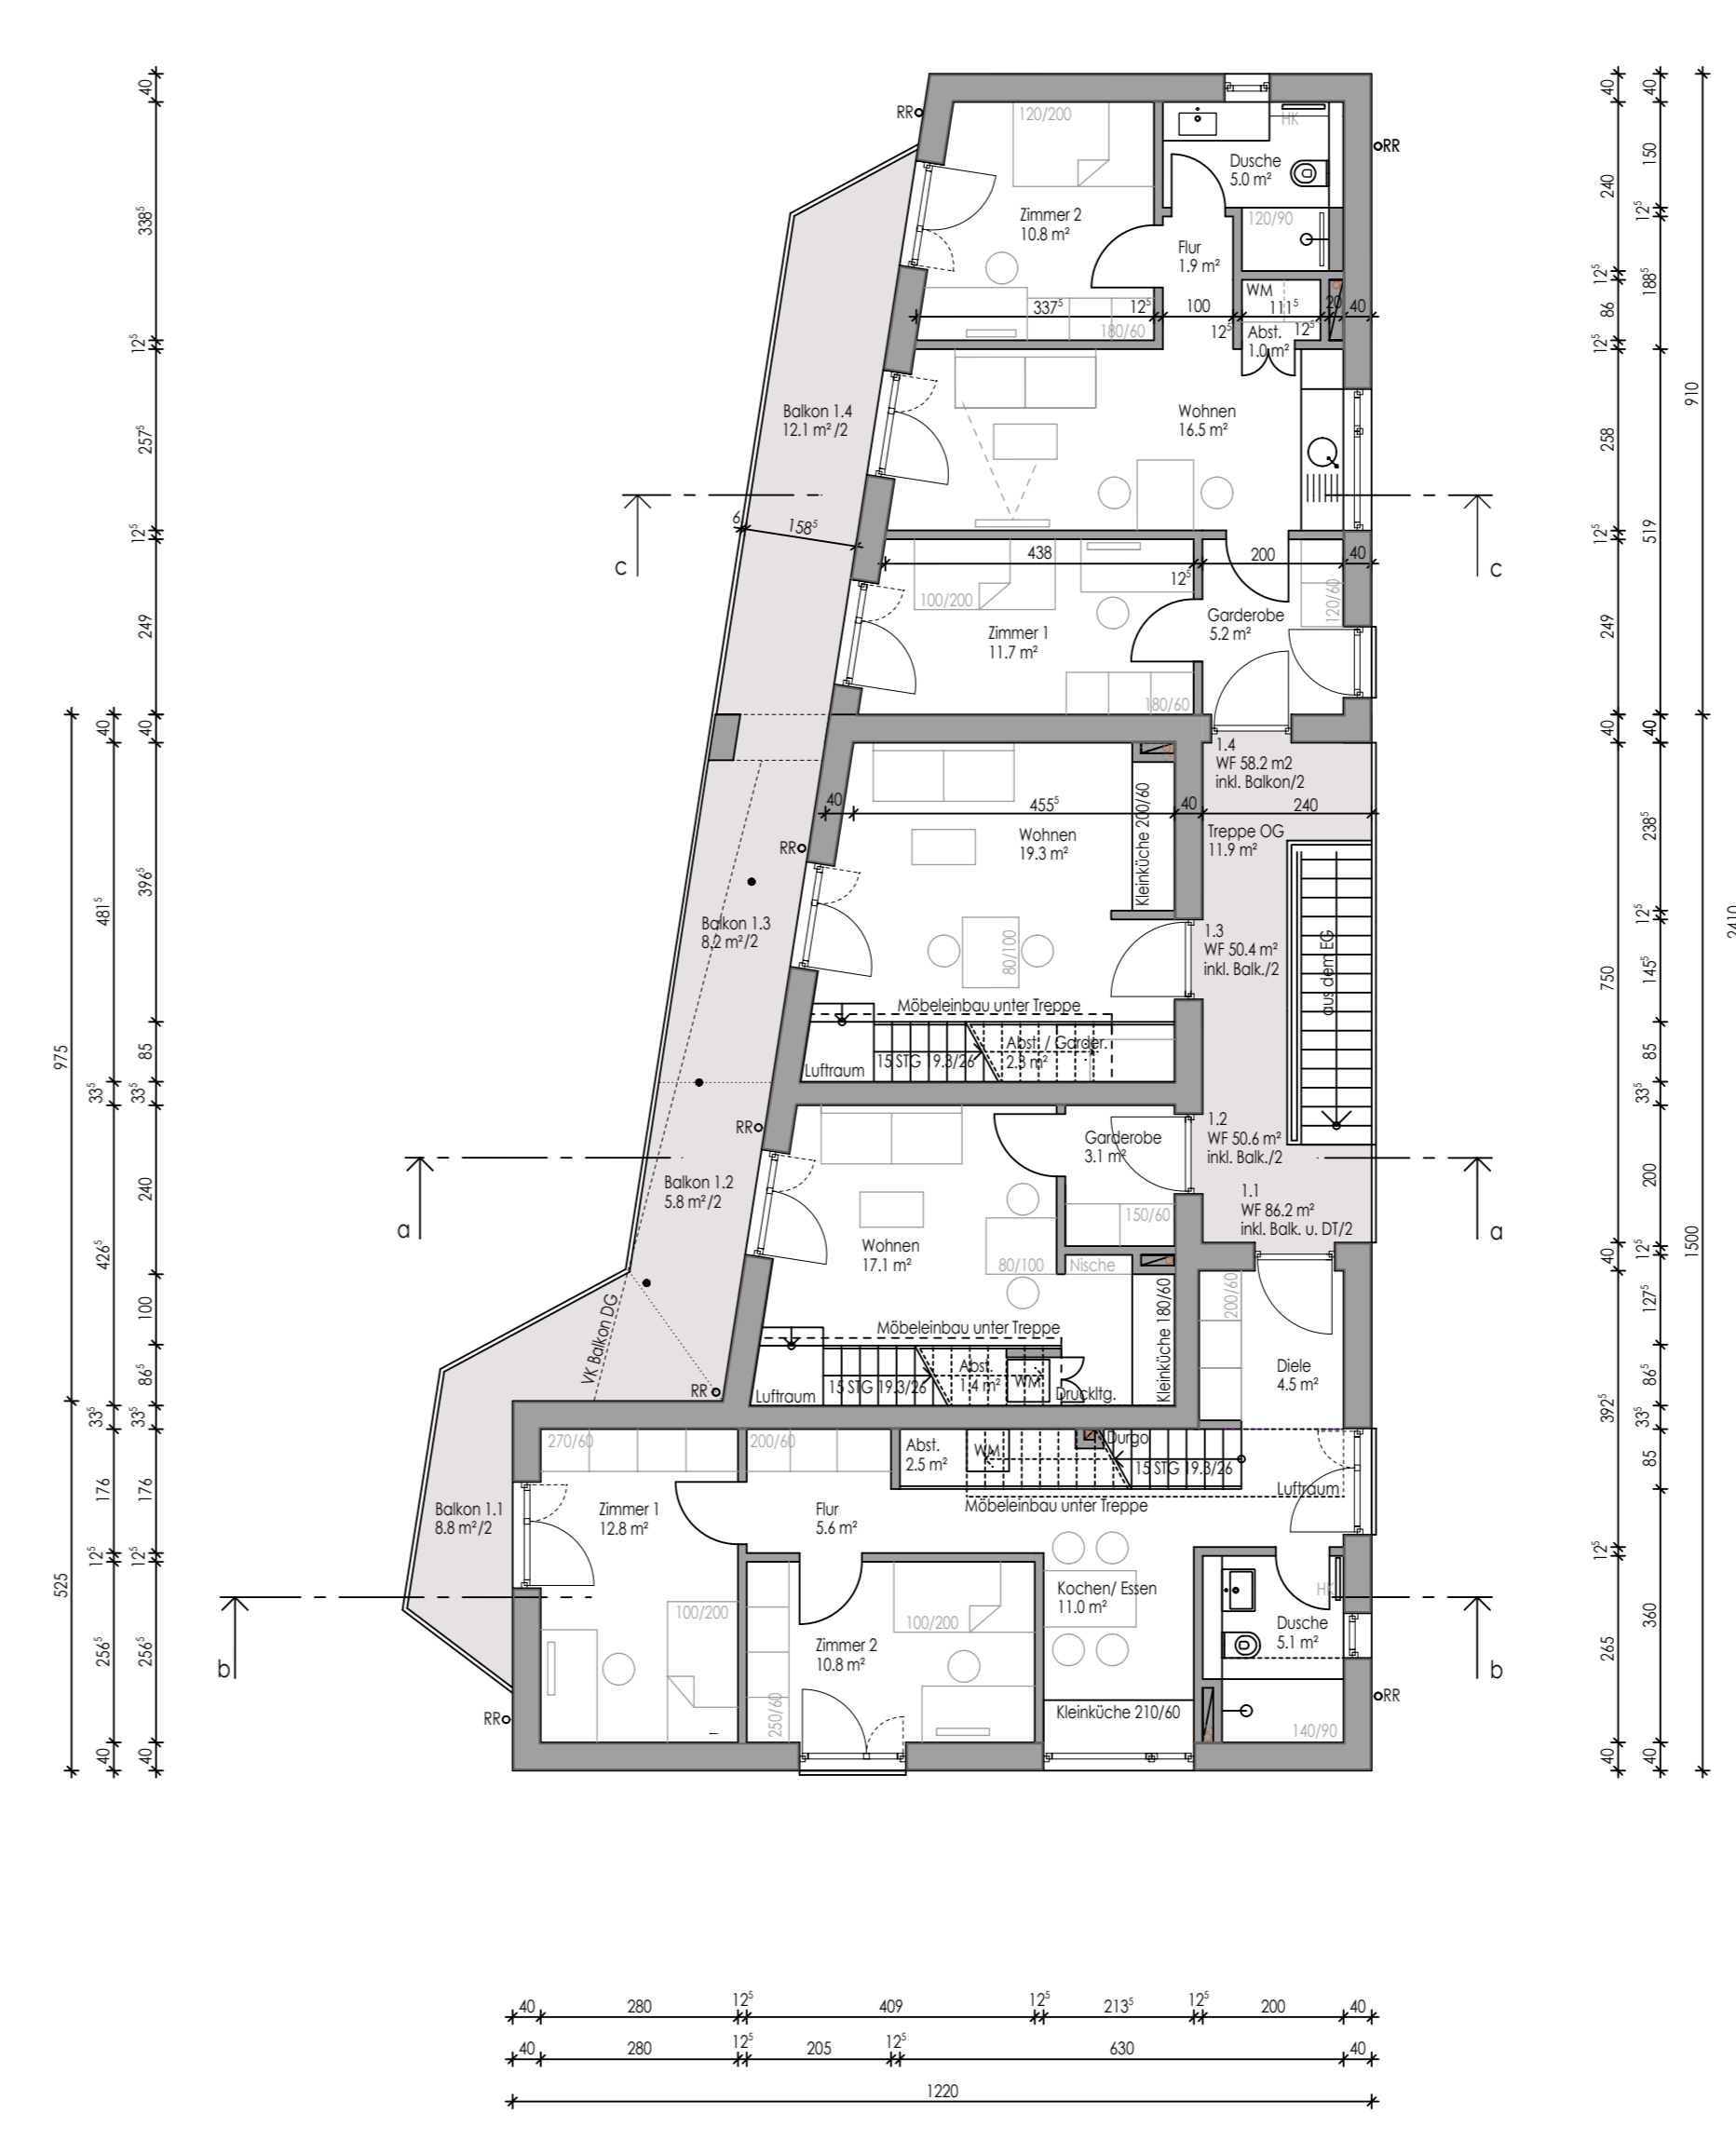 RR
120/200
HK
RR
Dusche
5.0 m²
Zimmer 2
10.8 m²
120/90
Flur
1.9 m²
WM
337⁵
12⁵
100
111⁵
20
40
180/60
12⁵
Abst.
12⁵
1.0 m²
Balkon 1.4
12.1 m² /2
Wohnen
16.5 m²
6
158⁵
c
c
438
200
40
12⁵
100/200
120/60
Zimmer 1
11.7 m²
Garderobe
5.2 m²
180/60
1.4
WF 58.2 m2
inkl. Balkon/2
40
455⁵
40
240
Kleinküche 200/60
Wohnen
19.3 m²
Treppe OG
11.9 m²
RR
Balkon 1.3
8,2 m²/2
80/100
1.3
WF 50.4 m²
inkl. Balk./2
aus dem EG
Möbeleinbau unter Treppe
Abst. / Garder.
2.3 m²
15 STG 19.3/26
Luftraum
RR
1.2
WF 50.6 m²
inkl. Balk./2
Garderobe
3.1 m²
Balkon 1.2
5.8 m²/2
1.1
WF 86.2 m²
inkl. Balk. u. DT/2
a
a
150/60
Wohnen
17.1 m²
80/100
Nische
200/60
Kleinküche 180/60
VK Balkon DG
Möbeleinbau unter Treppe
Abst.
1.4 m²
WM
15 STG 19.3/26
Luftraum
Druckltg.
RR
Diele
4.5 m²
270/60
200/60
Abst.
2.5 m²
WM
Durgo
15 STG 19.3/26
Luftraum
Möbeleinbau unter Treppe
Balkon 1.1
8.8 m²/2
Zimmer 1
12.8 m²
Flur
5.6 m²
Kochen/ Essen
11.0 m²
HK
100/200
100/200
Dusche
5.1 m²
Zimmer 2
10.8 m²
250/60
b
b
RR
RR
Kleinküche 210/60
140/90
975
525
40
481⁵
33⁵
426⁵
33⁵
176
12⁵
256⁵
40
40
338⁵
12⁵
257⁵
12⁵
249
40
396⁵
85
33⁵
240
100
86⁵
33⁵
176
12⁵
256⁵
40
40
240
12⁵
86
12⁵
258
12⁵
249
40
750
40
392⁵
12⁵
265
40
40
150
12⁵
188⁵
519
40
238⁵
12⁵
145⁵
85
33⁵
200
12⁵
127⁵
86⁵
33⁵
85
360
40
910
1500
2410
40
280
12⁵
409
12⁵
213⁵
12⁵
200
40
40
280
12⁵
205
12⁵
630
40
1220